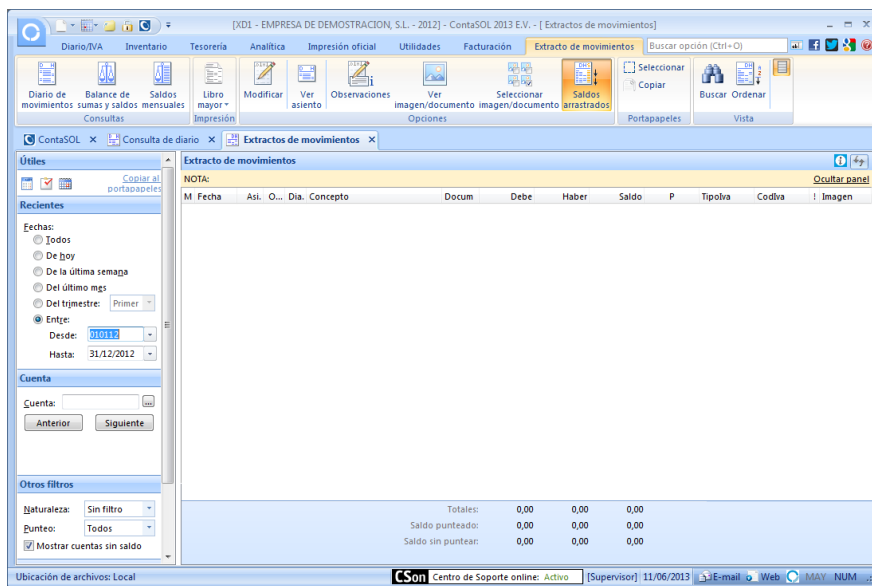 [XD1 - EMPRESA DE DEMOSTRACION, S.L. - 2012] - ContaSOL 2013 E.V. - [ Extractos de movimientos]
Diario/IVA Inventario Tesorería Analítica Impresión oficial Utilidades Facturación Extracto de movimientos Buscar opción (Ctrl+O)
Diario de movimientos
Balance de sumas y saldos
Saldos mensuales
Consultas
Libro mayor
Impresión
Modificar
Ver asiento
Observaciones
Ver imagen/documento
Seleccionar imagen/documento
Saldos arrastrados
Opciones
Seleccionar
Copiar
Portapapeles
Buscar Ordenar
Vista
ContaSOL Consulta de diario Extractos de movimientos
Útiles
Copiar al
portapapeles
Recientes
Fechas:
Todos
De hoy
De la última semana
Del último mes
Del trimestre: Primer
Entre:
Desde: 010112
Hasta: 31/12/2012
Cuenta
Cuenta: ...
Anterior Siguiente
Otros filtros
Naturaleza: Sin filtro
Punteo: Todos
Mostrar cuentas sin saldo
Extracto de movimientos
NOTA: Ocultar panel
M Fecha Asi. O... Dia. Concepto Docum Debe Haber Saldo P TipoIva CodIva ! Imagen
Totales: 0,00 0,00 0,00
Saldo punteado: 0,00 0,00 0,00
Saldo sin puntear: 0,00 0,00 0,00
Ubicación de archivos: Local CSon Centro de Soporte online: Activo [Supervisor] 11/06/2013 E-mail Web MAY NUM